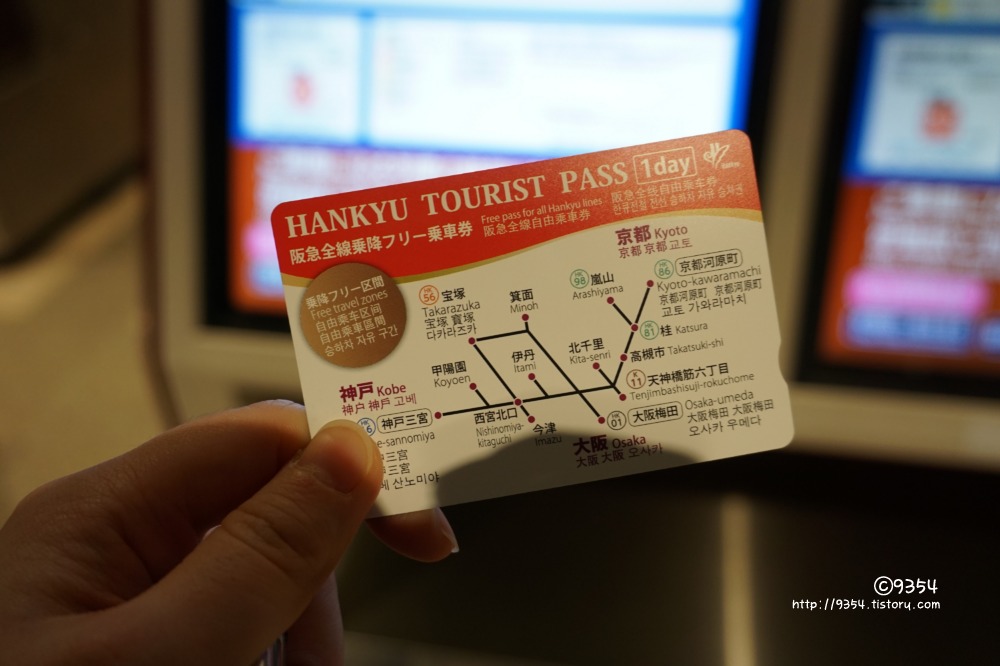 HANKYU TOURIST PASS 1day
阪急全線乗降フリー乗車券
Free pass for all Hankyu lines
阪急全線自由乗車券
阪急全线自由乘车券
한큐전철 전선 승하차 자유 승차권
乗降フリー区間
Free travel zones
自由乘车区间
自由乘車區間
승하차 자유 구간
京都 Kyoto
京都 京都 교토
HK 86 京都河原町
Kyoto-kawaramachi
京都河原町 京都河原町
교토 가와라마치
HK 98 嵐山
Arashiyama
HK 56 宝塚
Takarazuka
宝塚 寶塚
다카라즈카
箕面
Minoh
HK 81 桂 Katsura
高槻市 Takatsuki-shi
北千里
Kita-senri
伊丹
Itami
甲陽園
Koyoen
K 11 天神橋筋六丁目
Tenjimbashisuji-rokuchome
神戸 Kobe
神户 神戶 고베
6 神戸三宮
e-sannomiya
三宮
三宮
산노미야
西宮北口
Nishinomiya-
kitaguchi
今津
Imazu
HK 01 大阪梅田
Osaka-umeda
大阪梅田 大阪梅田
오사카 우메다
大阪 Osaka
大阪 大阪 오사카
©9354
http://9354.tistory.com